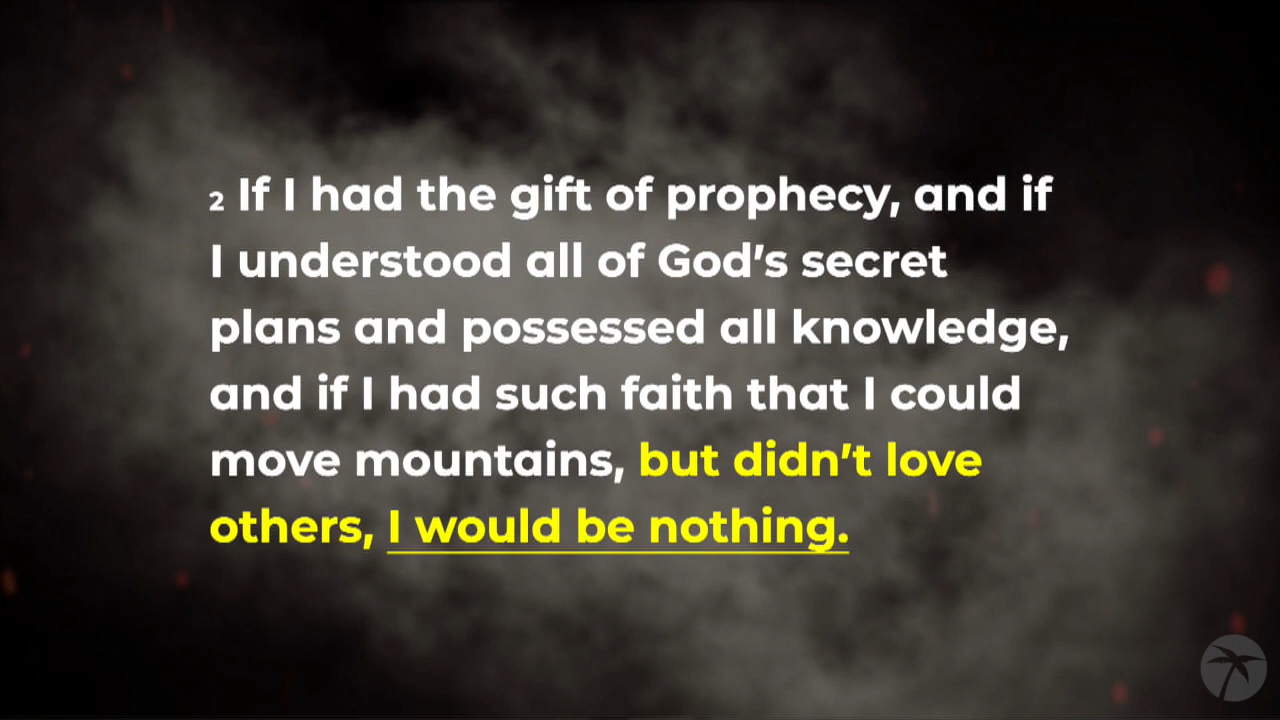 2 If I had the gift of prophecy, and if
I understood all of God's secret
plans and possessed all knowledge,
and if I had such faith that I could
move mountains, but didn't love
others, I would be nothing.